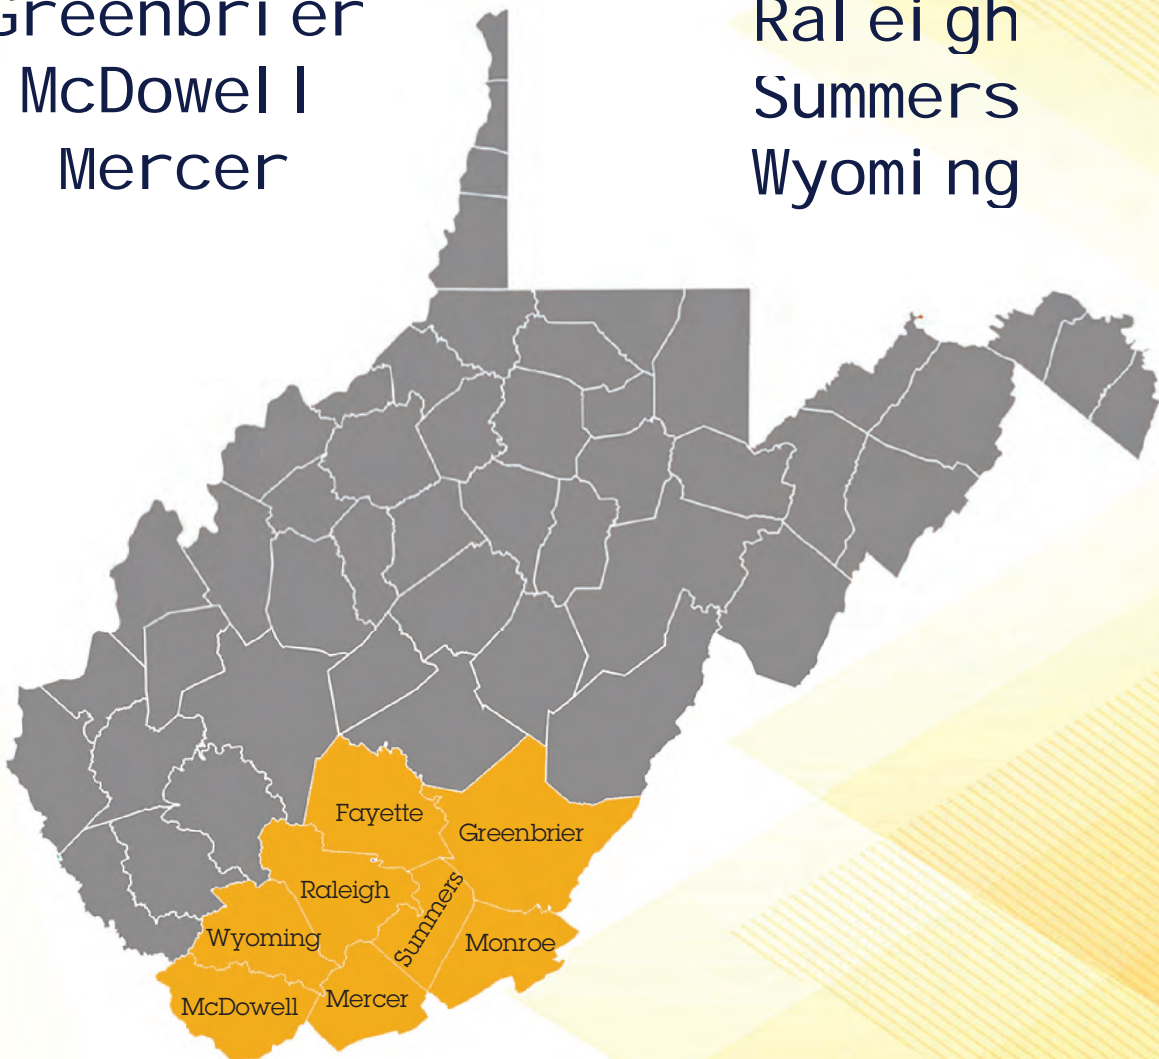 Greenbrier
McDowell
Mercer
Raleigh
Summers
Wyoming
Fayette
Greenbrier
Raleigh
Summers
Wyoming
Monroe
McDowell
Mercer